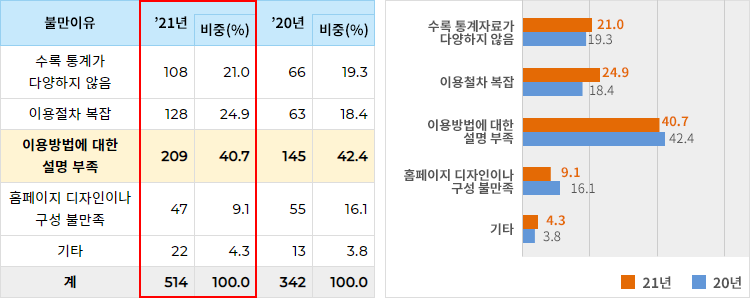 불만이유 ’21년 비중(%) ’20년 비중(%)
수록 통계가
다양하지 않음 108 21.0 66 19.3
이용절차 복잡 128 24.9 63 18.4
이용방법에 대한
설명 부족 209 40.7 145 42.4
홈페이지 디자인이나
구성 불만족 47 9.1 55 16.1
기타 22 4.3 13 3.8
계 514 100.0 342 100.0
수록 통계자료가
다양하지 않음
21.0
19.3
이용절차 복잡
24.9
18.4
이용방법에 대한
설명 부족
40.7
42.4
홈페이지 디자인이나
구성 불만족
9.1
16.1
기타
4.3
3.8
21년 20년